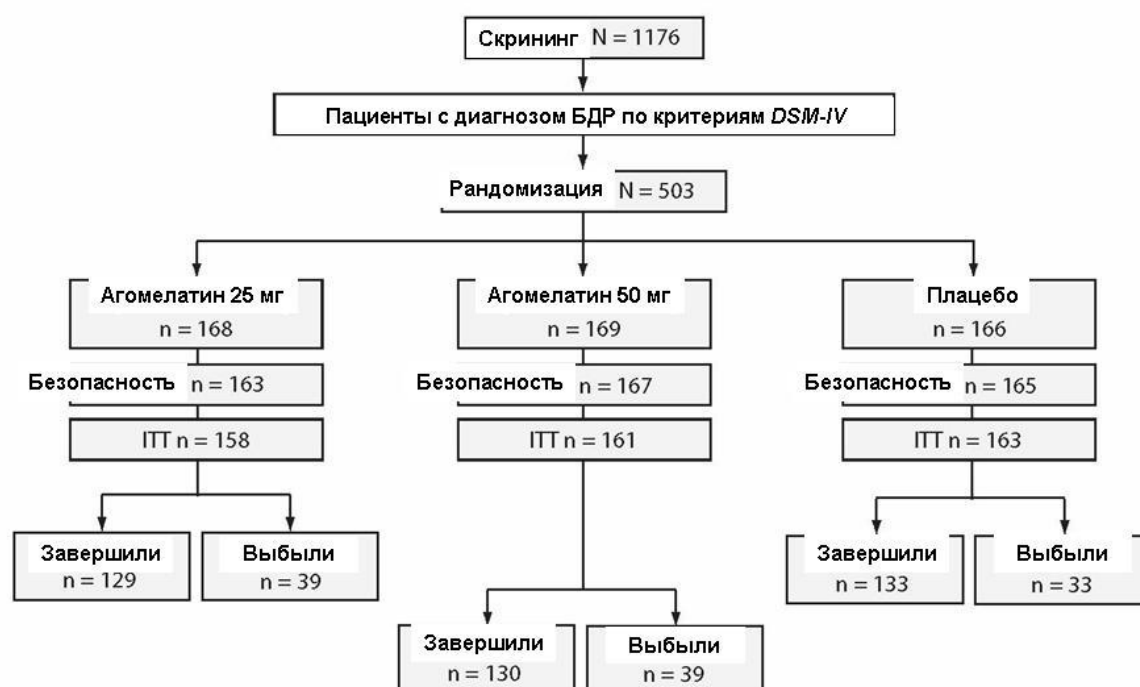 Скрининг N = 1176
Пациенты с диагнозом БДР по критериям DSM-IV
Рандомизация N = 503
Агомелатин 25 мг
n = 168
Безопасность n = 163
ITT n = 158
Завершили
n = 129
Выбыли
n = 39
Агомелатин 50 мг
n = 169
Безопасность n = 167
ITT n = 161
Завершили
n = 130
Выбыли
n = 39
Плацебо
n = 166
Безопасность n = 165
ITT n = 163
Завершили
n = 133
Выбыли
n = 33